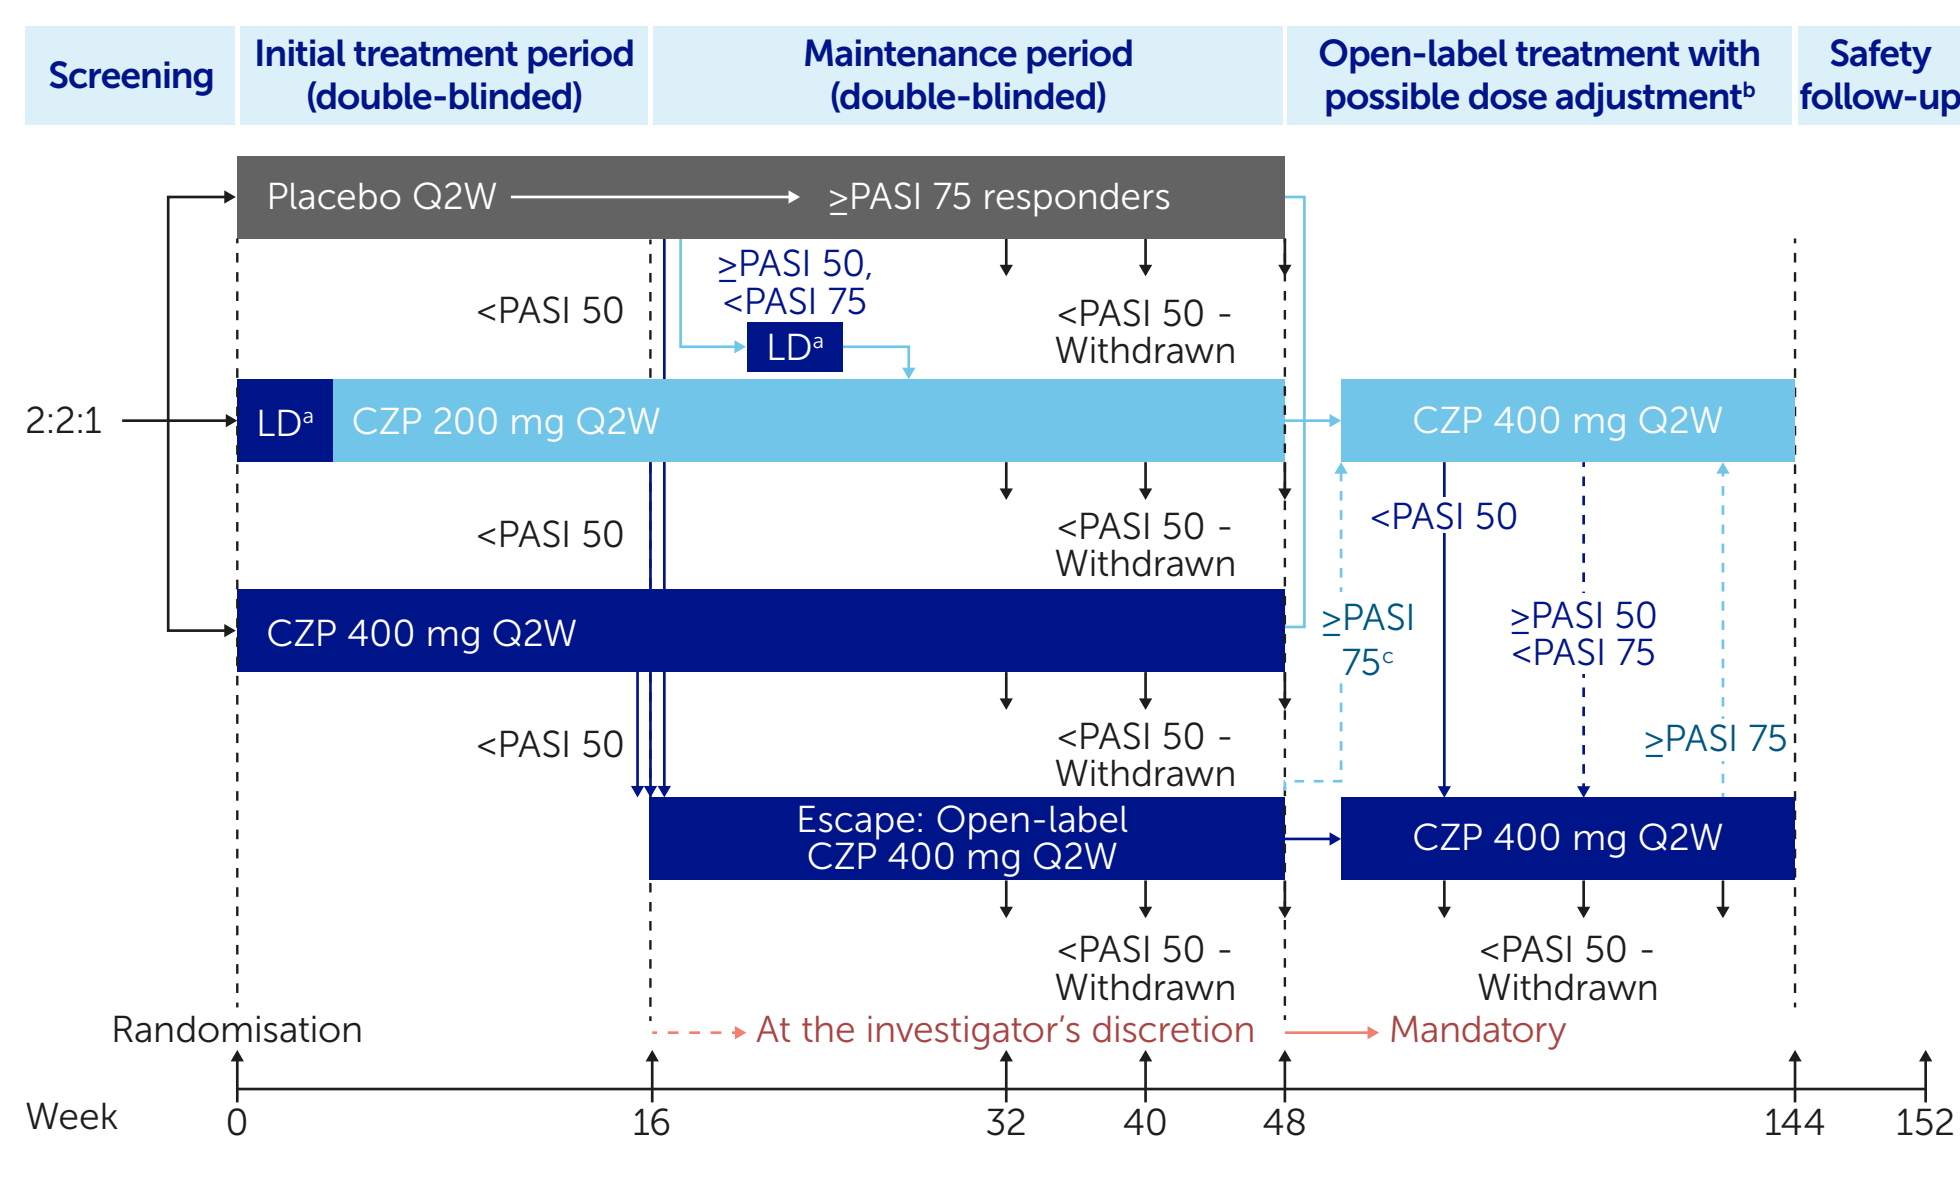 Screening
Initial treatment period
(double-blinded)
Maintenance period
(double-blinded)
Open-label treatment with
possible dose adjustmentᵇ
Safety
follow-up
Placebo Q2W
≥PASI 75 responders
<PASI 50
≥PASI 50,
<PASI 75
LDᵃ
<PASI 50 -
Withdrawn
2:2:1
LDᵃ
CZP 200 mg Q2W
CZP 400 mg Q2W
<PASI 50
<PASI 50 -
Withdrawn
<PASI 50
CZP 400 mg Q2W
≥PASI
75ᶜ
≥PASI 50
<PASI 75
<PASI 50
<PASI 50 -
Withdrawn
≥PASI 75
Escape: Open-label
CZP 400 mg Q2W
CZP 400 mg Q2W
<PASI 50 -
Withdrawn
<PASI 50 -
Withdrawn
Randomisation
At the investigator's discretion
Mandatory
Week
0
16
32
40
48
144
152